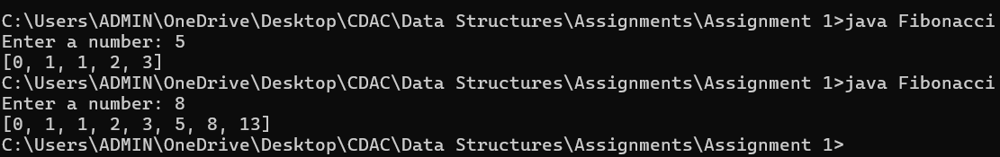 C:\Users\ADMIN\OneDrive\Desktop\CDAC\Data Structures\Assignments\Assignment 1>java Fibonacci
Enter a number: 5
[0, 1, 1, 2, 3]
C:\Users\ADMIN\OneDrive\Desktop\CDAC\Data Structures\Assignments\Assignment 1>java Fibonacci
Enter a number: 8
[0, 1, 1, 2, 3, 5, 8, 13]
C:\Users\ADMIN\OneDrive\Desktop\CDAC\Data Structures\Assignments\Assignment 1>